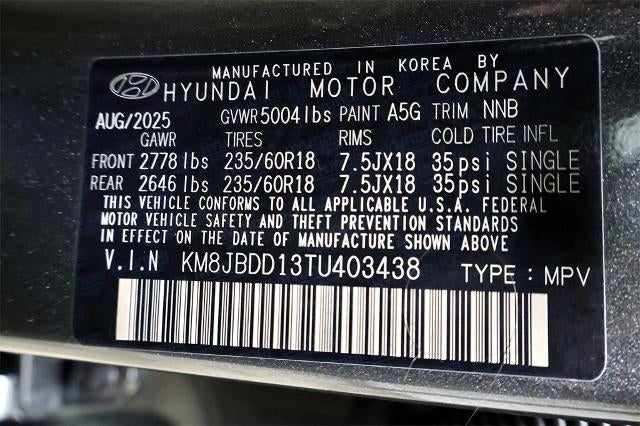 MANUFACTURED IN KOREA BY
HYUNDAI MOTOR COMPANY
AUG/2025 GVWR 5004lbs PAINT A5G TRIM NNB
GAWR TIRES RIMS COLD TIRE INFL
FRONT 2778 lbs 235/60R18 7.5JX18 35psi SINGLE
REAR 2646 lbs 235/60R18 7.5JX18 35psi SINGLE
THIS VEHICLE CONFORMS TO ALL APPLICABLE U.S.A. FEDERAL
MOTOR VEHICLE SAFETY AND THEFT PREVENTION STANDARDS
IN EFFECT ON THE DATE OF MANUFACTURE SHOWN ABOVE
V.I.N KM8JBDD13TU403438 TYPE : MPV